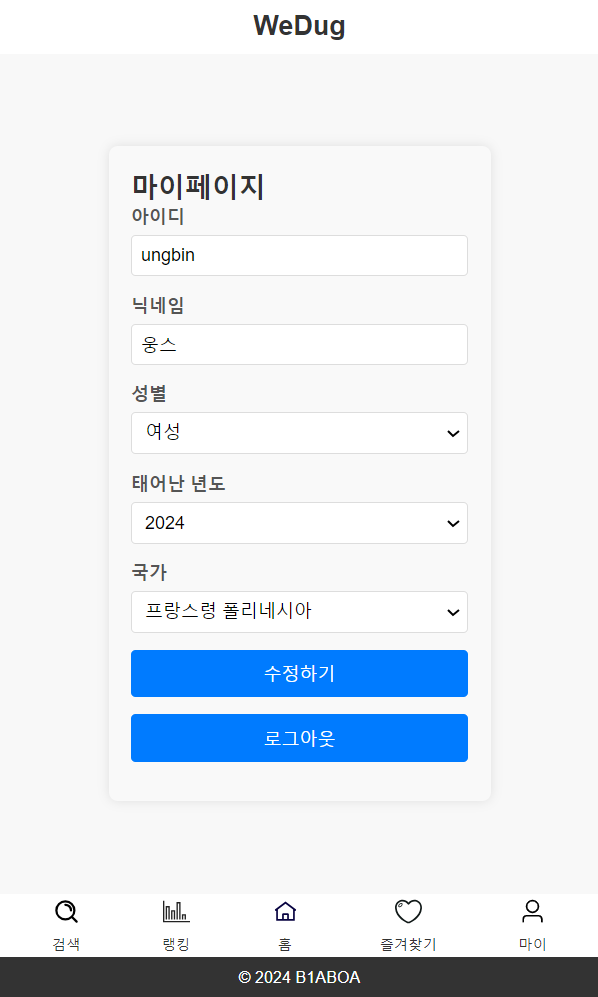 WeDug
마이페이지
아이디
ungbin
닉네임
웅스
성별
여성
태어난 년도
2024
국가
프랑스령 폴리네시아
수정하기
로그아웃
검색
랭킹
홈
즐겨찾기
마이
© 2024 B1ABOA